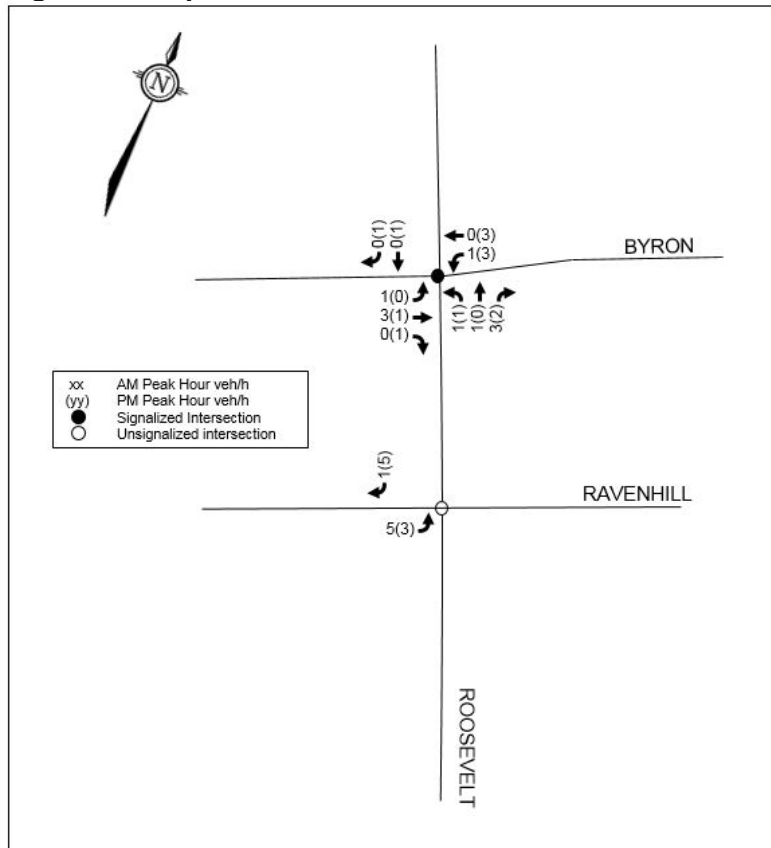 N
0(1)
0(1)
0(3)
1(3)
BYRON
1(0)
3(1)
0(1)
1(1)
1(0)
3(2)
xx AM Peak Hour veh/h
(yy) PM Peak Hour veh/h
Signalized Intersection
Unsignalized intersection
1(5)
RAVENHILL
5(3)
ROOSEVELT